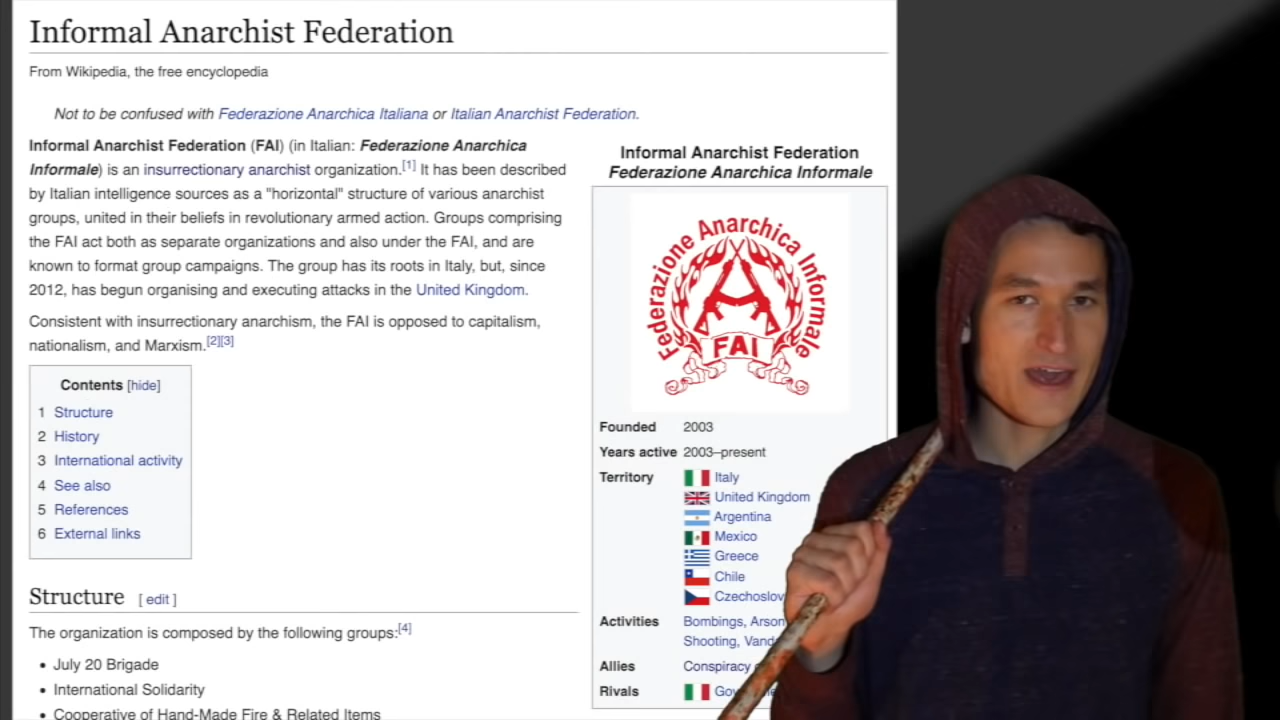 Informal Anarchist Federation
From Wikipedia, the free encyclopedia
Not to be confused with Federazione Anarchica Italiana or Italian Anarchist Federation.
Informal Anarchist Federation (FAI) (in Italian: Federazione Anarchica
Informale) is an insurrectionary anarchist organization.[1] It has been described
by Italian intelligence sources as a "horizontal" structure of various anarchist
groups, united in their beliefs in revolutionary armed action. Groups comprising
the FAI act both as separate organizations and also under the FAI, and are
known to format group campaigns. The group has its roots in Italy, but, since
2012, has begun organising and executing attacks in the United Kingdom.
Consistent with insurrectionary anarchism, the FAI is opposed to capitalism,
nationalism, and Marxism.[2][3]
Contents [hide]
1 Structure
2 History
3 International activity
4 See also
5 References
6 External links
Structure [ edit ]
The organization is composed by the following groups:[4]
• July 20 Brigade
• International Solidarity
• Cooperative of Hand-Made Fire & Related Items
Informal Anarchist Federation
Federazione Anarchica Informale
Federazione Anarchica Informale
FAI
Founded 2003
Years active 2003–present
Territory Italy
United Kingdom
Argentina
Mexico
Greece
Chile
Czechoslov
Activities Bombings, Arson
Shooting, Vand
Allies Conspiracy
Rivals Gov